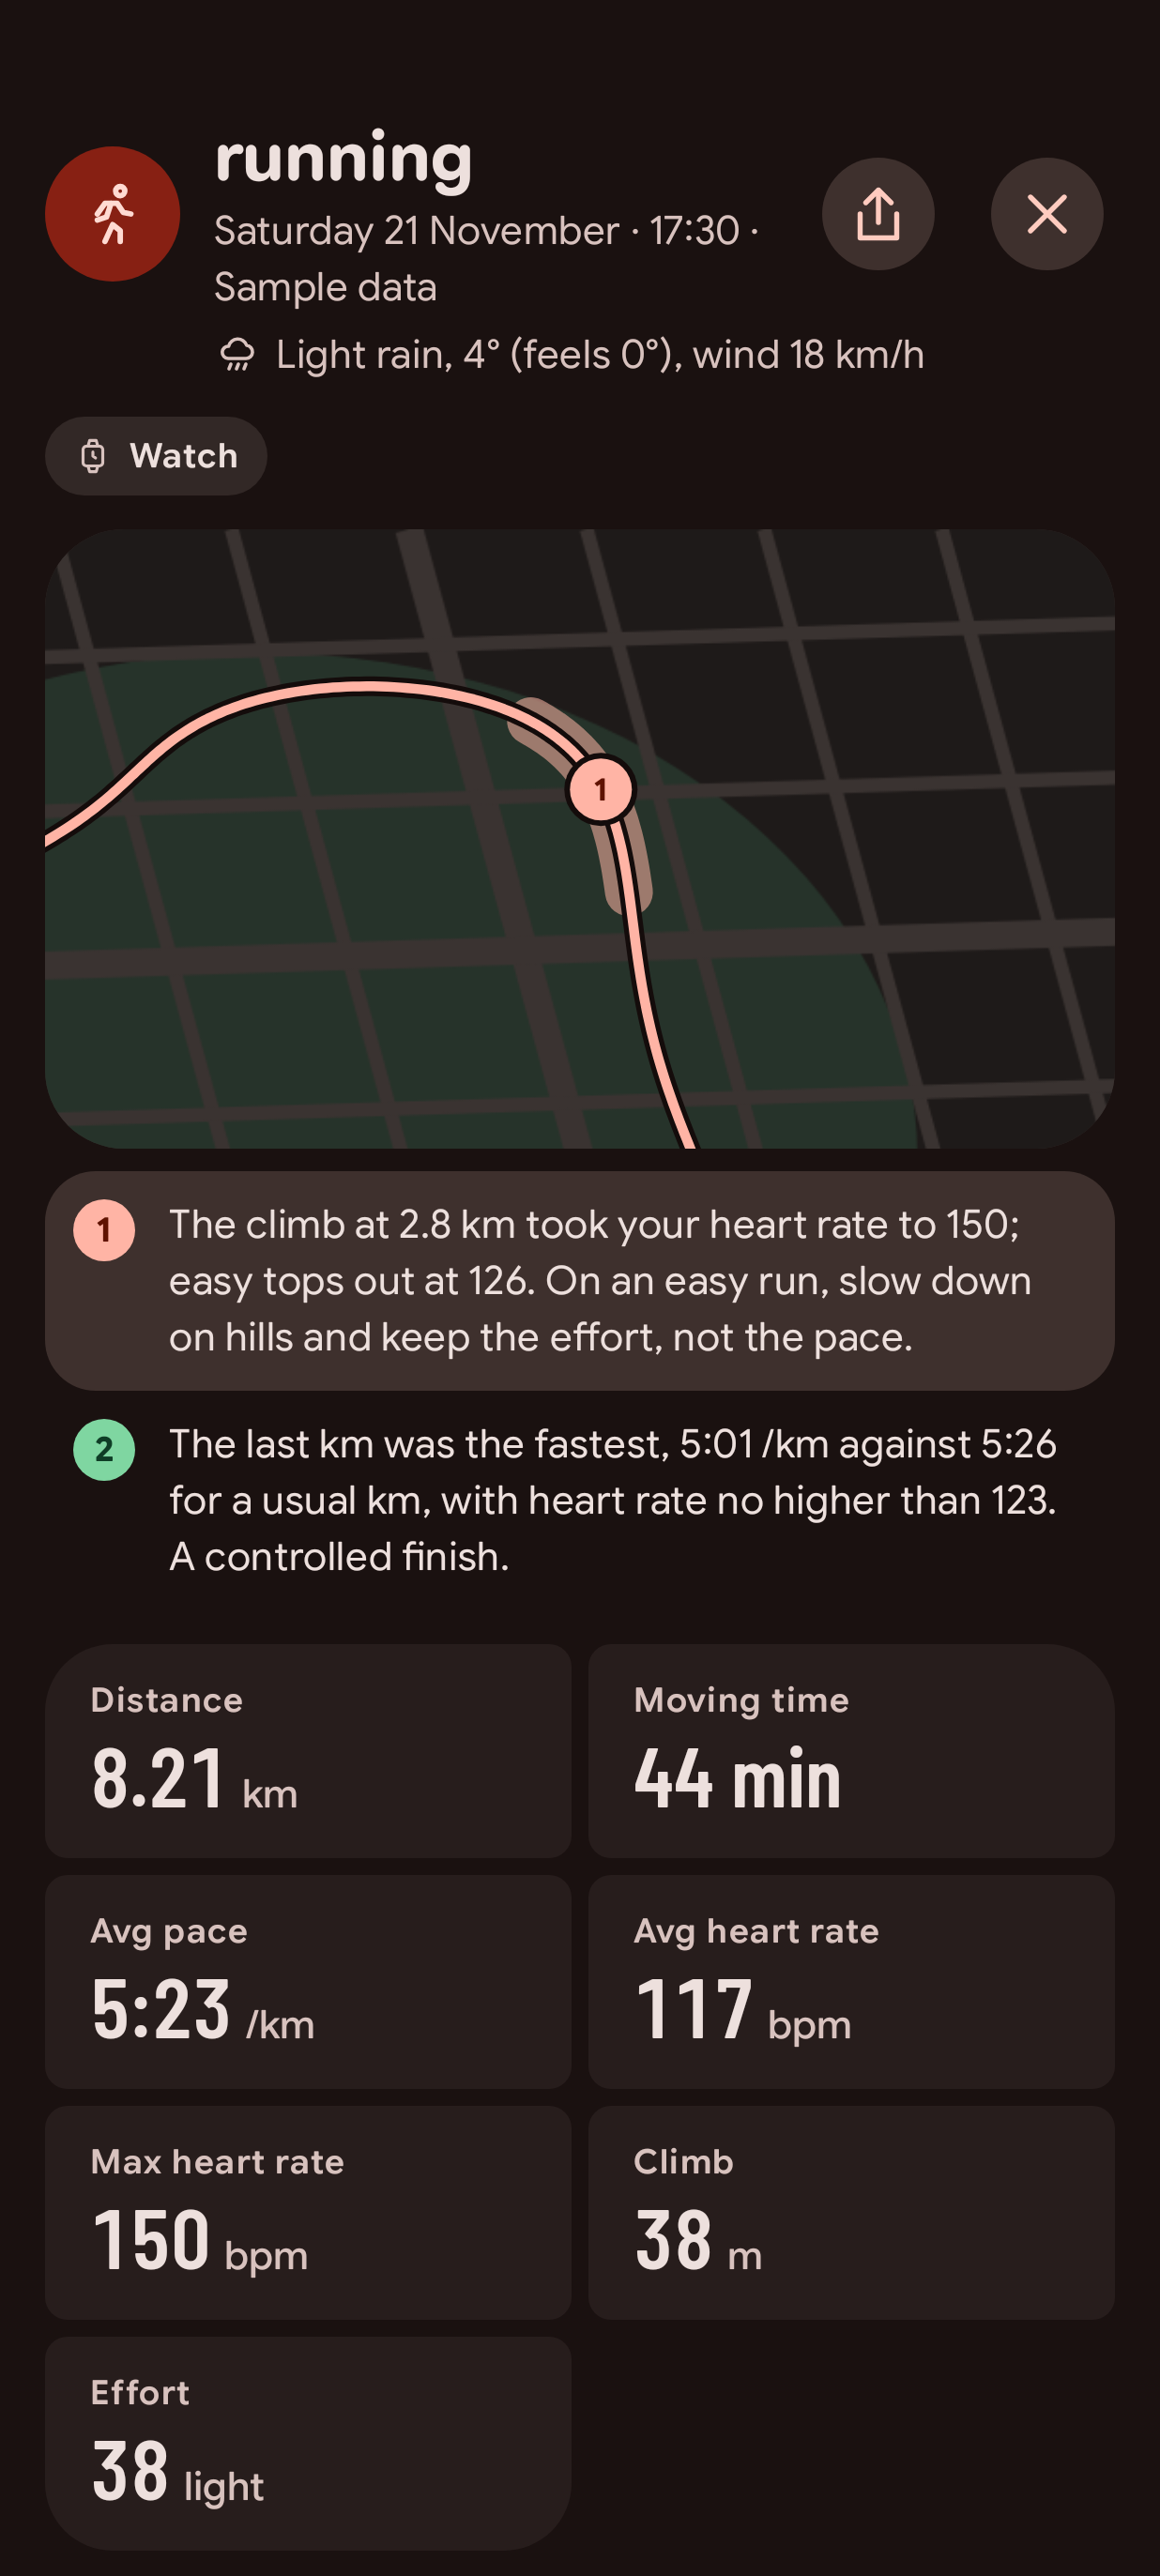 running
Saturday 21 November · 17:30 ·
Sample data
Light rain, 4° (feels 0°), wind 18 km/h
Watch
1
1
The climb at 2.8 km took your heart rate to 150;
easy tops out at 126. On an easy run, slow down
on hills and keep the effort, not the pace.
2
The last km was the fastest, 5:01 /km against 5:26
for a usual km, with heart rate no higher than 123.
A controlled finish.
Distance
8.21 km
Moving time
44 min
Avg pace
5:23 /km
Avg heart rate
117 bpm
Max heart rate
150 bpm
Climb
38 m
Effort
38 light